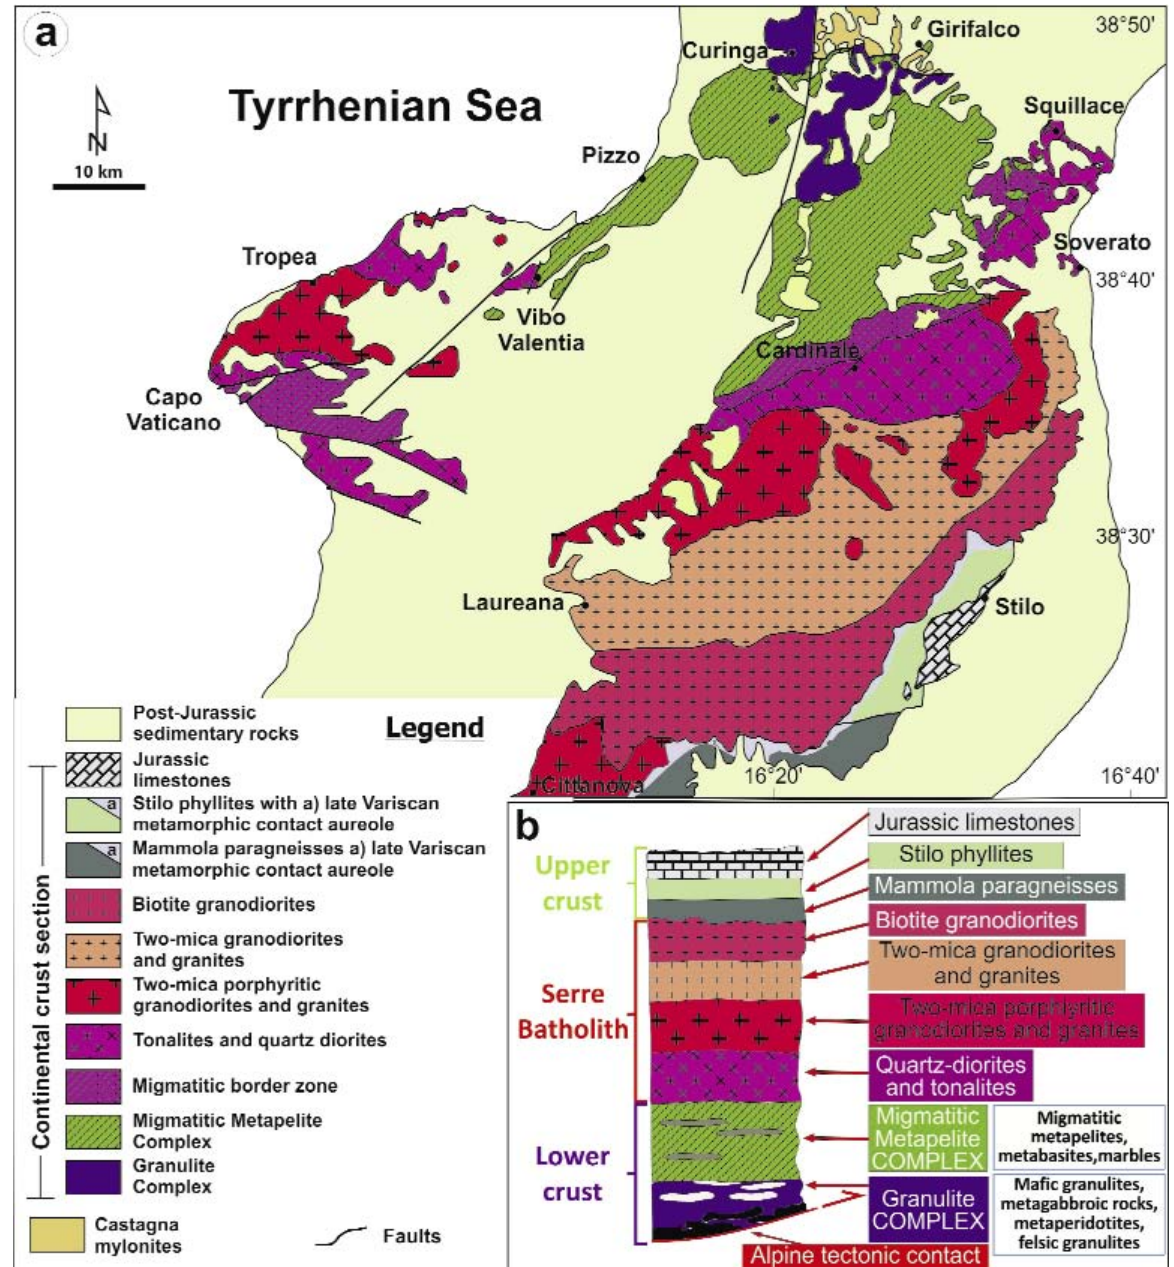 a
Tyrrhenian Sea
N
10 km
Curinga
Girifalco
38°50'
Squillace
Pizzo
Tropea
Soverato
38°40'
Vibo
Valentia
Cardinale
Capo
Vaticano
38°30'
Laureana
Stilo
Cittanova
16°20'
16°40'
Legend
Continental crust section
Post-Jurassic
sedimentary rocks
Jurassic
limestones
a
Stilo phyllites with a) late Variscan
metamorphic contact aureole
a
Mammola paragneisses a) late Variscan
metamorphic contact aureole
Biotite granodiorites
Two-mica granodiorites
and granites
Two-mica porphyritic
granodiorites and granites
Tonalites and quartz diorites
Migmatitic border zone
Migmatitic Metapelite
Complex
Granulite
Complex
Castagna
mylonites
Faults
b
Upper
crust
Serre
Batholith
Lower
crust
Jurassic limestones
Stilo phyllites
Mammola paragneisses
Biotite granodiorites
Two-mica granodiorites
and granites
Two-mica porphyritic
granodiorites and granites
Quartz-diorites
and tonalites
Migmatitic
Metapelite
COMPLEX
Migmatitic
metapelites,
metabasites,marbles
Granulite
COMPLEX
Mafic granulites,
metagabbroic rocks,
metaperidotites,
felsic granulites
Alpine tectonic contact